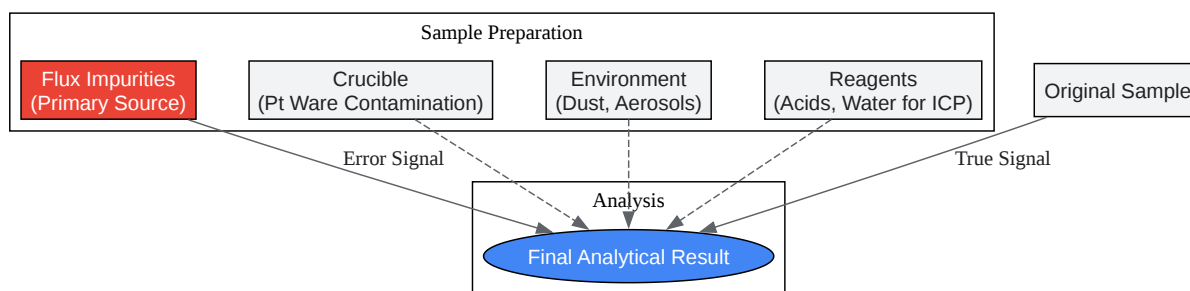 Sample Preparation
Flux Impurities
(Primary Source)
Crucible
(Pt Ware Contamination)
Environment
(Dust, Aerosols)
Reagents
(Acids, Water for ICP)
Original Sample
Error Signal
True Signal
Analysis
Final Analytical Result